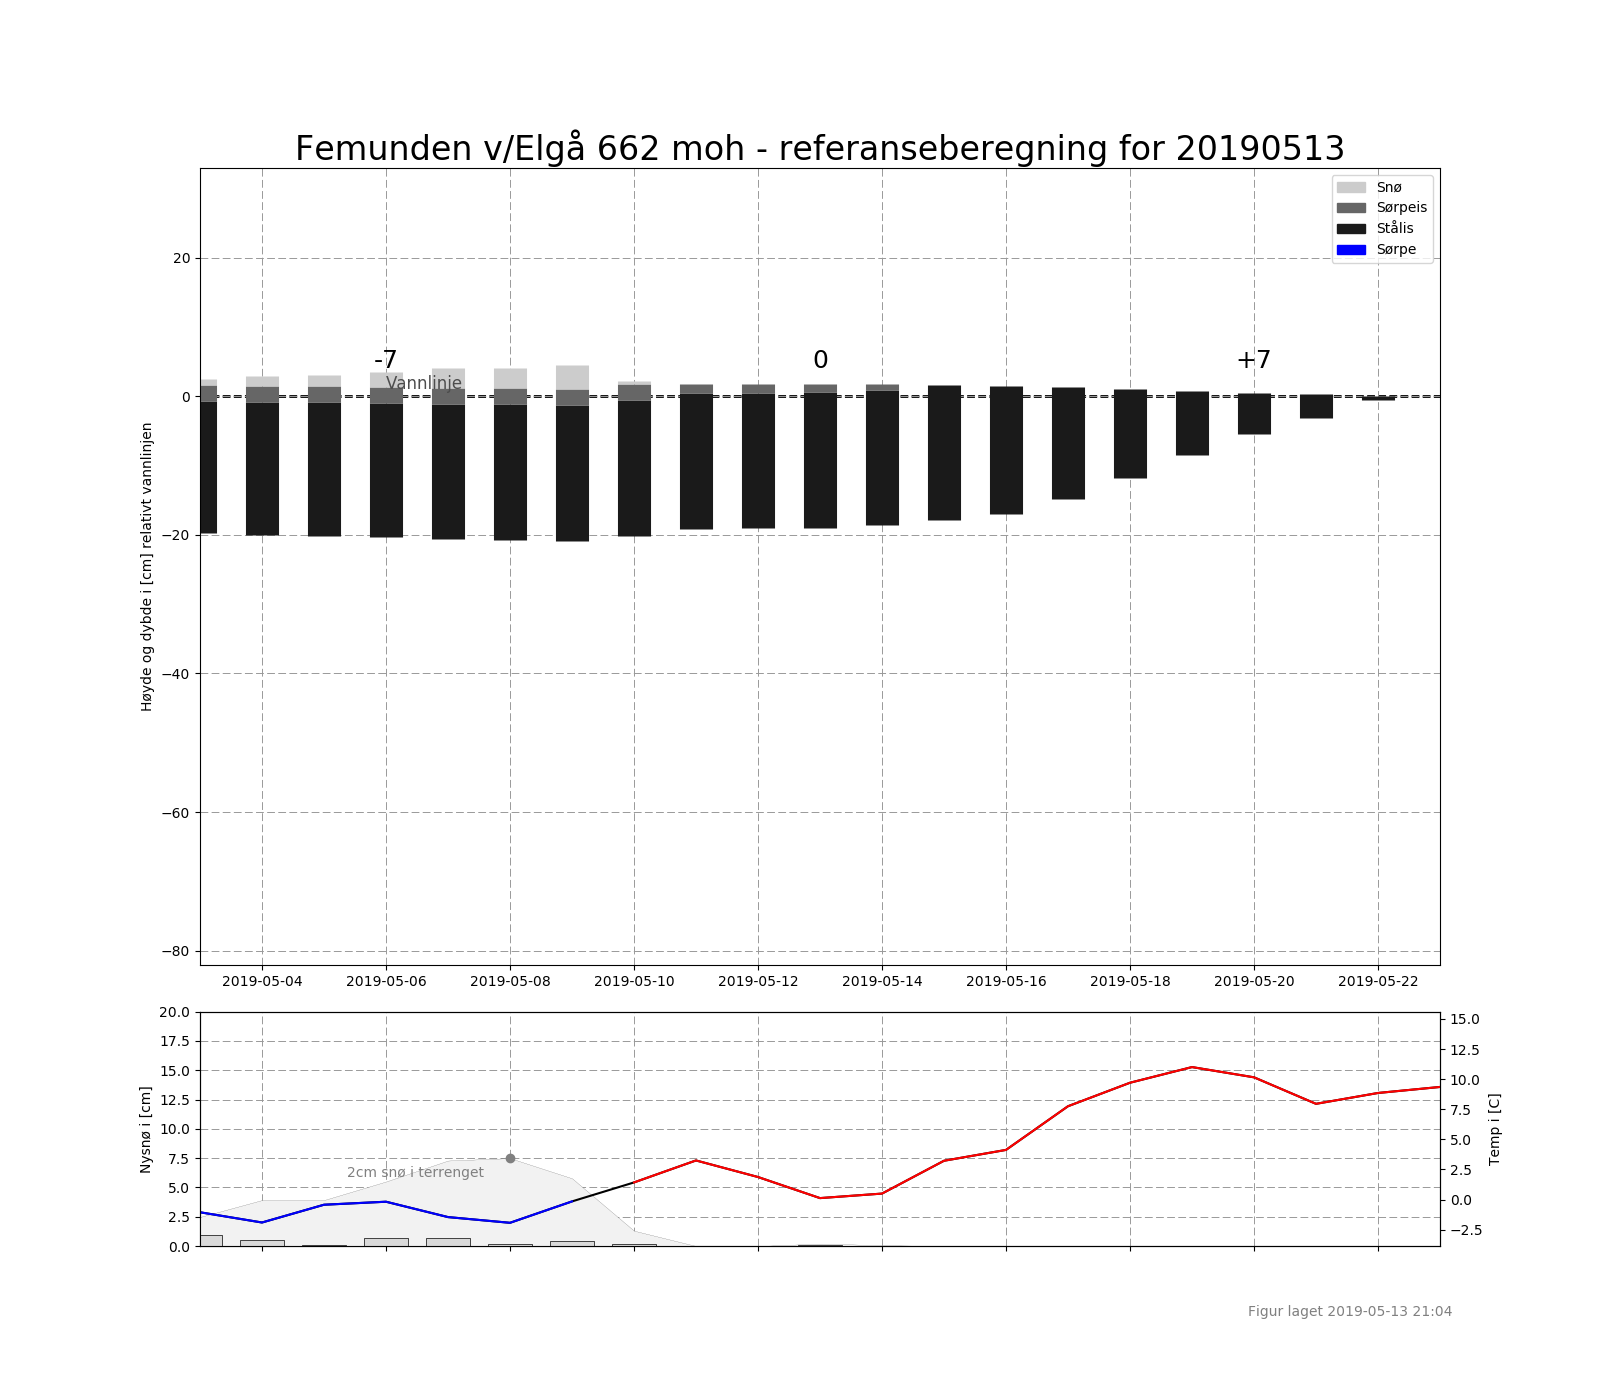 Femunden v/Elgå 662 moh - referanseberegning for 20190513
Snø
Sørpeis
Stålis
Sørpe
20
0
−20
−40
−60
−80
Høyde og dybde i [cm] relativt vannlinjen
-7
0
+7
Vannlinje
2019-05-04 2019-05-06 2019-05-08 2019-05-10 2019-05-12 2019-05-14 2019-05-16 2019-05-18 2019-05-20 2019-05-22
20.0
17.5
15.0
12.5
10.0
7.5
5.0
2.5
0.0
Nysnø i [cm]
2cm snø i terrenget
15.0
12.5
10.0
7.5
5.0
2.5
0.0
−2.5
Temp i [C]
Figur laget 2019-05-13 21:04